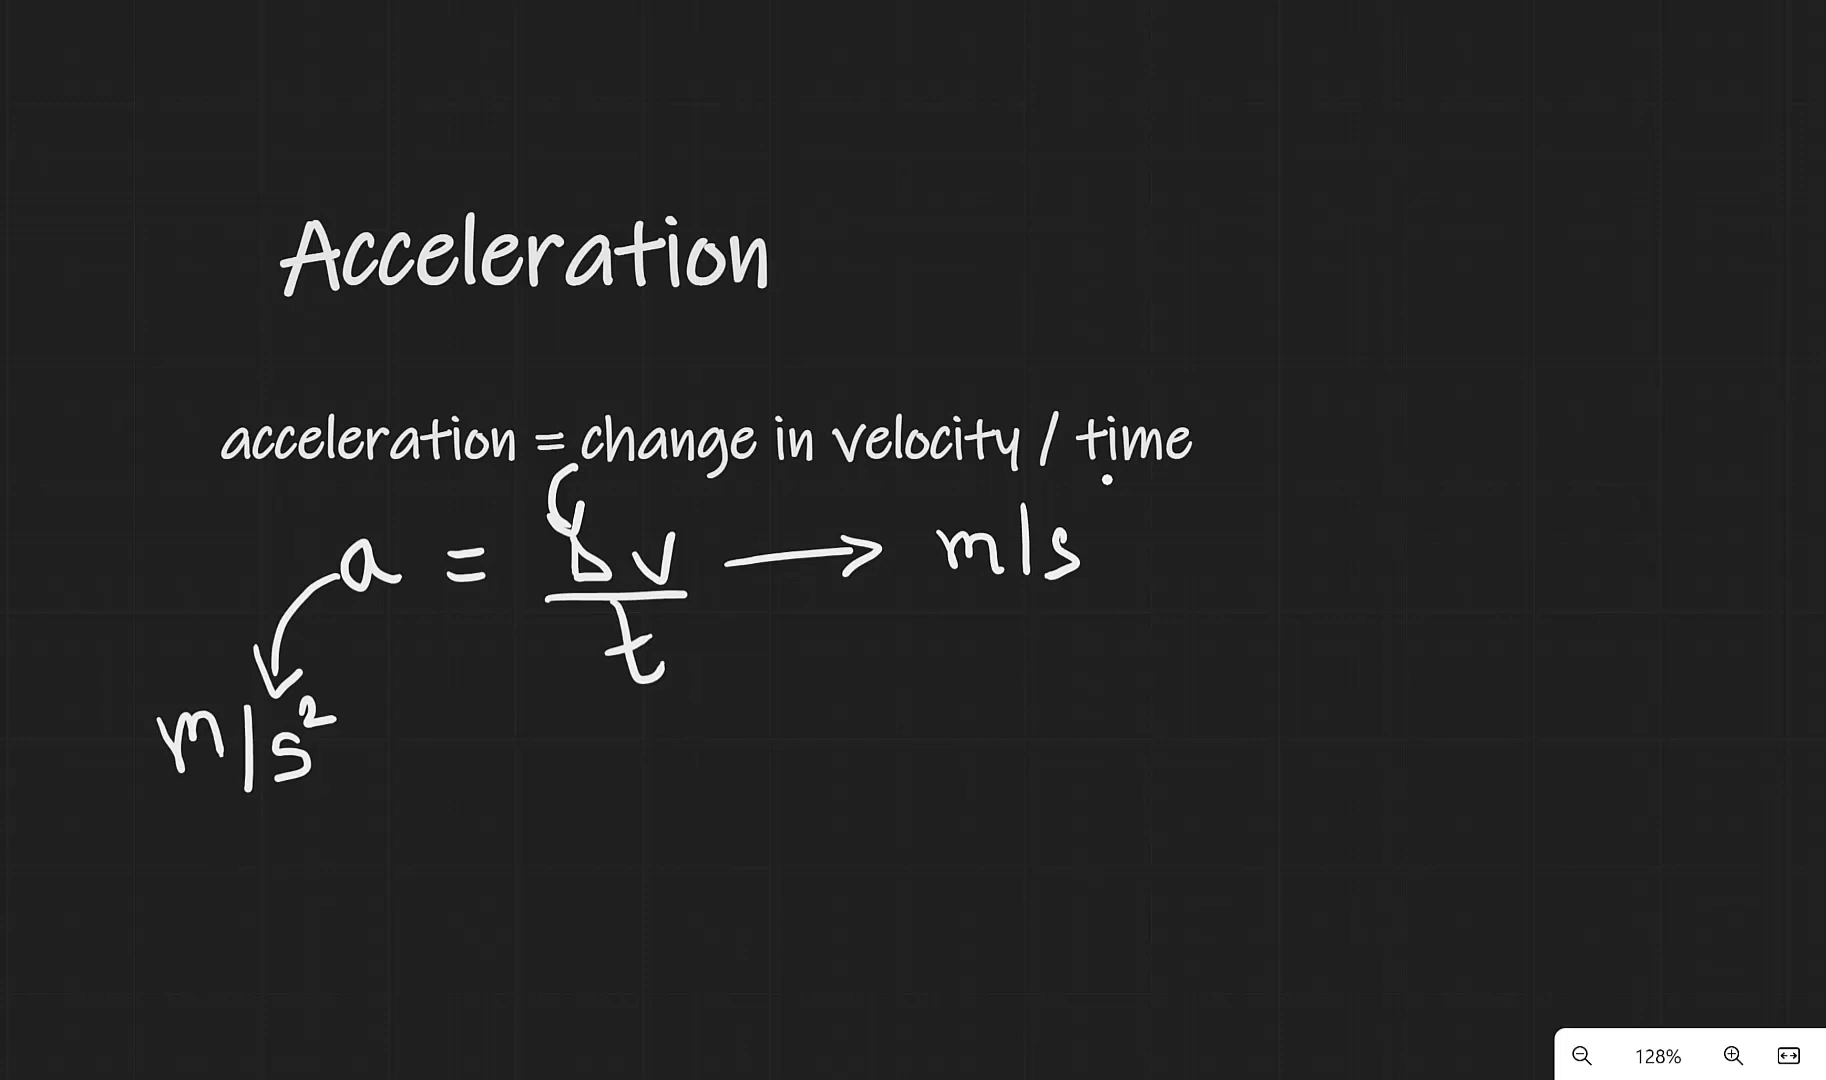 Acceleration
acceleration = change in velocity / time
a = Δv / t → m/s
m/s²
128%